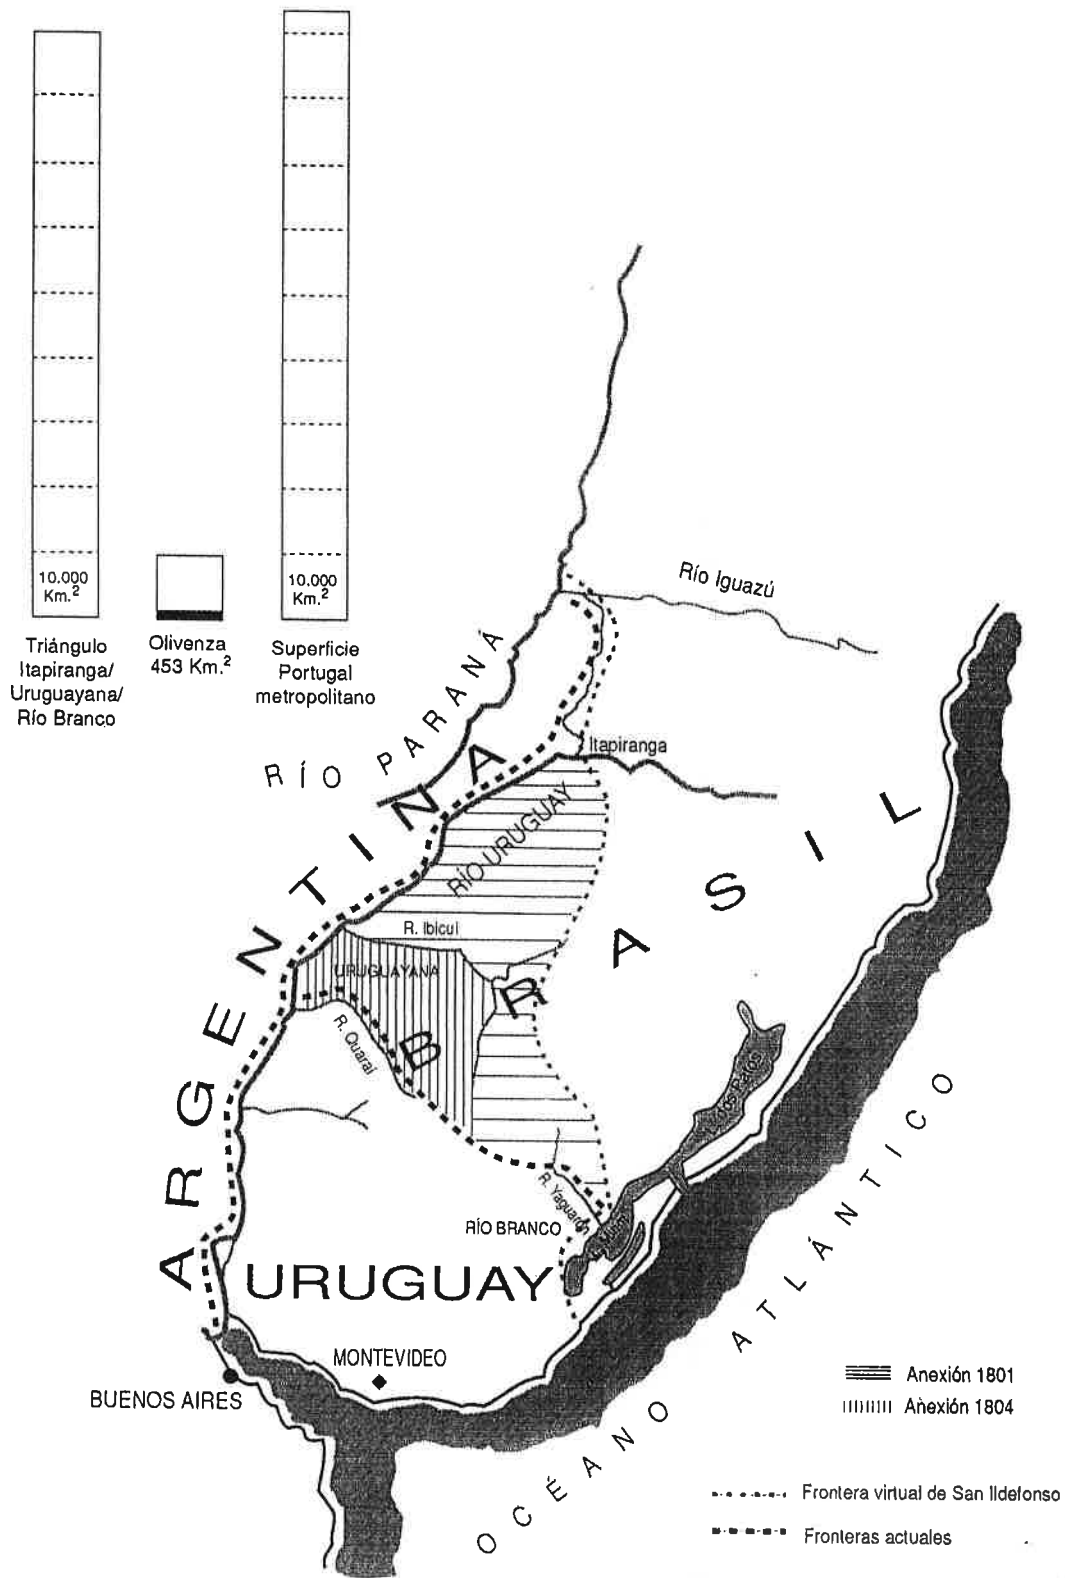 10.000
Km.²
10.000
Km.²
Triángulo
Itapiranga/
Uruguayana/
Río Branco
Olivenza
453 Km.²
Superficie
Portugal
metropolitano
Río Iguazú
RÍO PARANÁ
Itapiranga
ARGENTINA
BRASIL
RÍO URUGUAY
R. Ibicuí
URUGUAYANA
R. Quaraí
L. dos Patos
R. Yaguarón
RÍO BRANCO
URUGUAY
MONTEVIDEO
BUENOS AIRES
OCÉANO ATLÁNTICO
Anexión 1801
Anexión 1804
Frontera virtual de San Ildefonso
Fronteras actuales